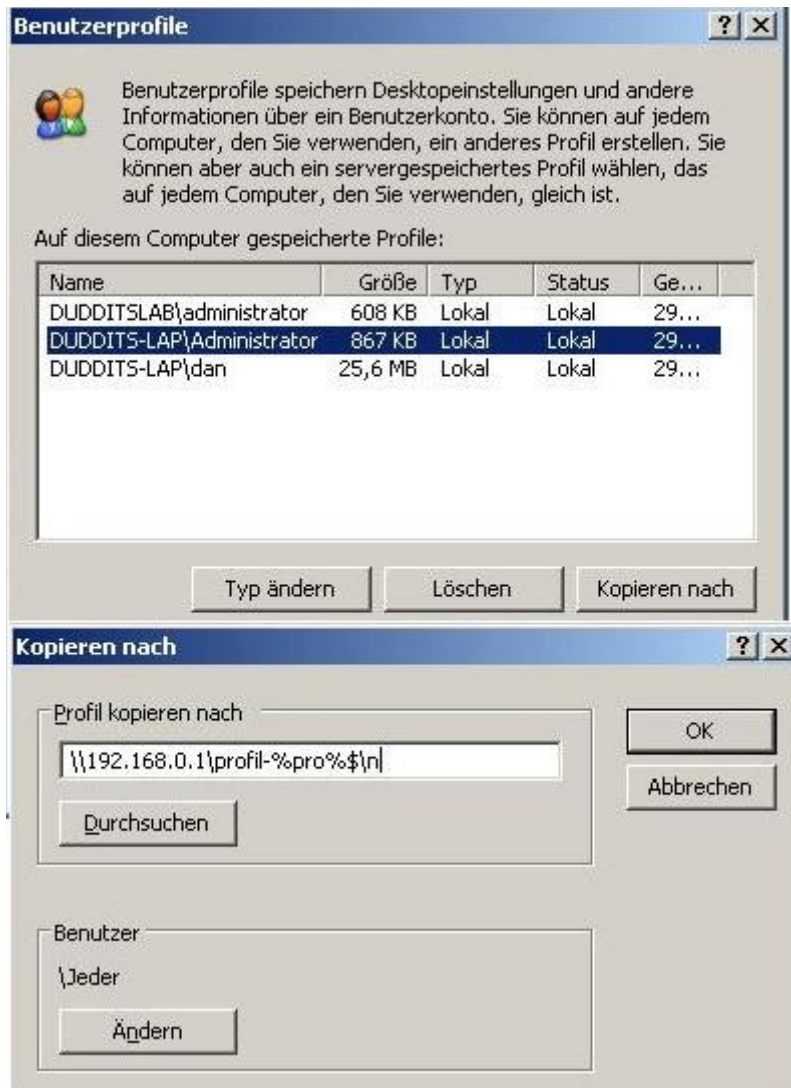 Benutzerprofile
Benutzerprofile speichern Desktopeinstellungen und andere
Informationen über ein Benutzerkonto. Sie können auf jedem
Computer, den Sie verwenden, ein anderes Profil erstellen. Sie
können aber auch ein servergespeichertes Profil wählen, das
auf jedem Computer, den Sie verwenden, gleich ist.
Auf diesem Computer gespeicherte Profile:
Name Größe Typ Status Ge...
DUDDITSLAB\administrator 608 KB Lokal Lokal 29...
DUDDITS-LAP\Administrator 867 KB Lokal Lokal 29...
DUDDITS-LAP\dan 25,6 MB Lokal Lokal 29...
Typ ändern Löschen Kopieren nach
Kopieren nach
Profil kopieren nach
\\192.168.0.1\profil-%pro%$\n
OK
Abbrechen
Durchsuchen
Benutzer
\Jeder
Ändern